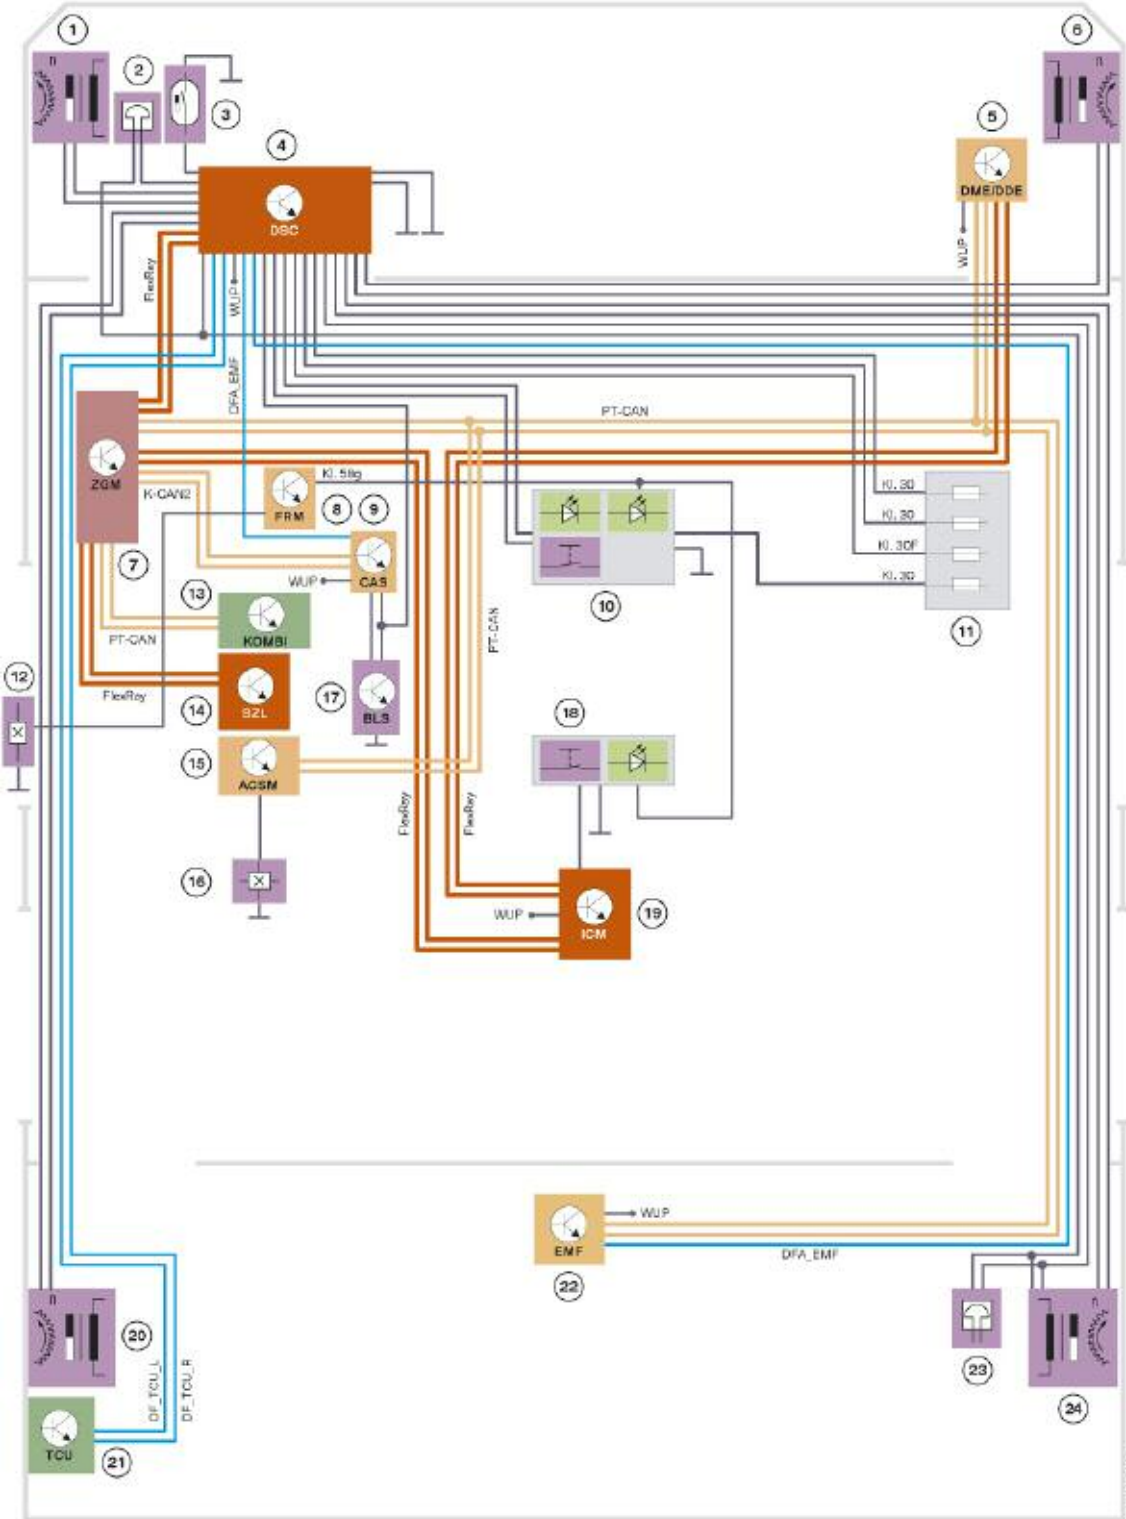 1
2
3
4
5
6
n
n
DSC
DME/DDE
WUP
FlexRay
WUP
DFA_EMF
PT-CAN
ZGM
K-CAN2
Kl. 58g
FRM
8
9
Kl. 30
Kl. 30
Kl. 30F
Kl. 30
7
WUP
CAS
10
11
13
KOMBI
PT-CAN
PT-CAN
12
FlexRay
14
SZL
17
BLS
18
15
ACSM
FlexRay
FlexRay
16
WUP
ICM
19
WUP
EMF
DFA_EMF
22
n
20
DF_TCU_L
DF_TCU_R
n
23
24
TCU
21